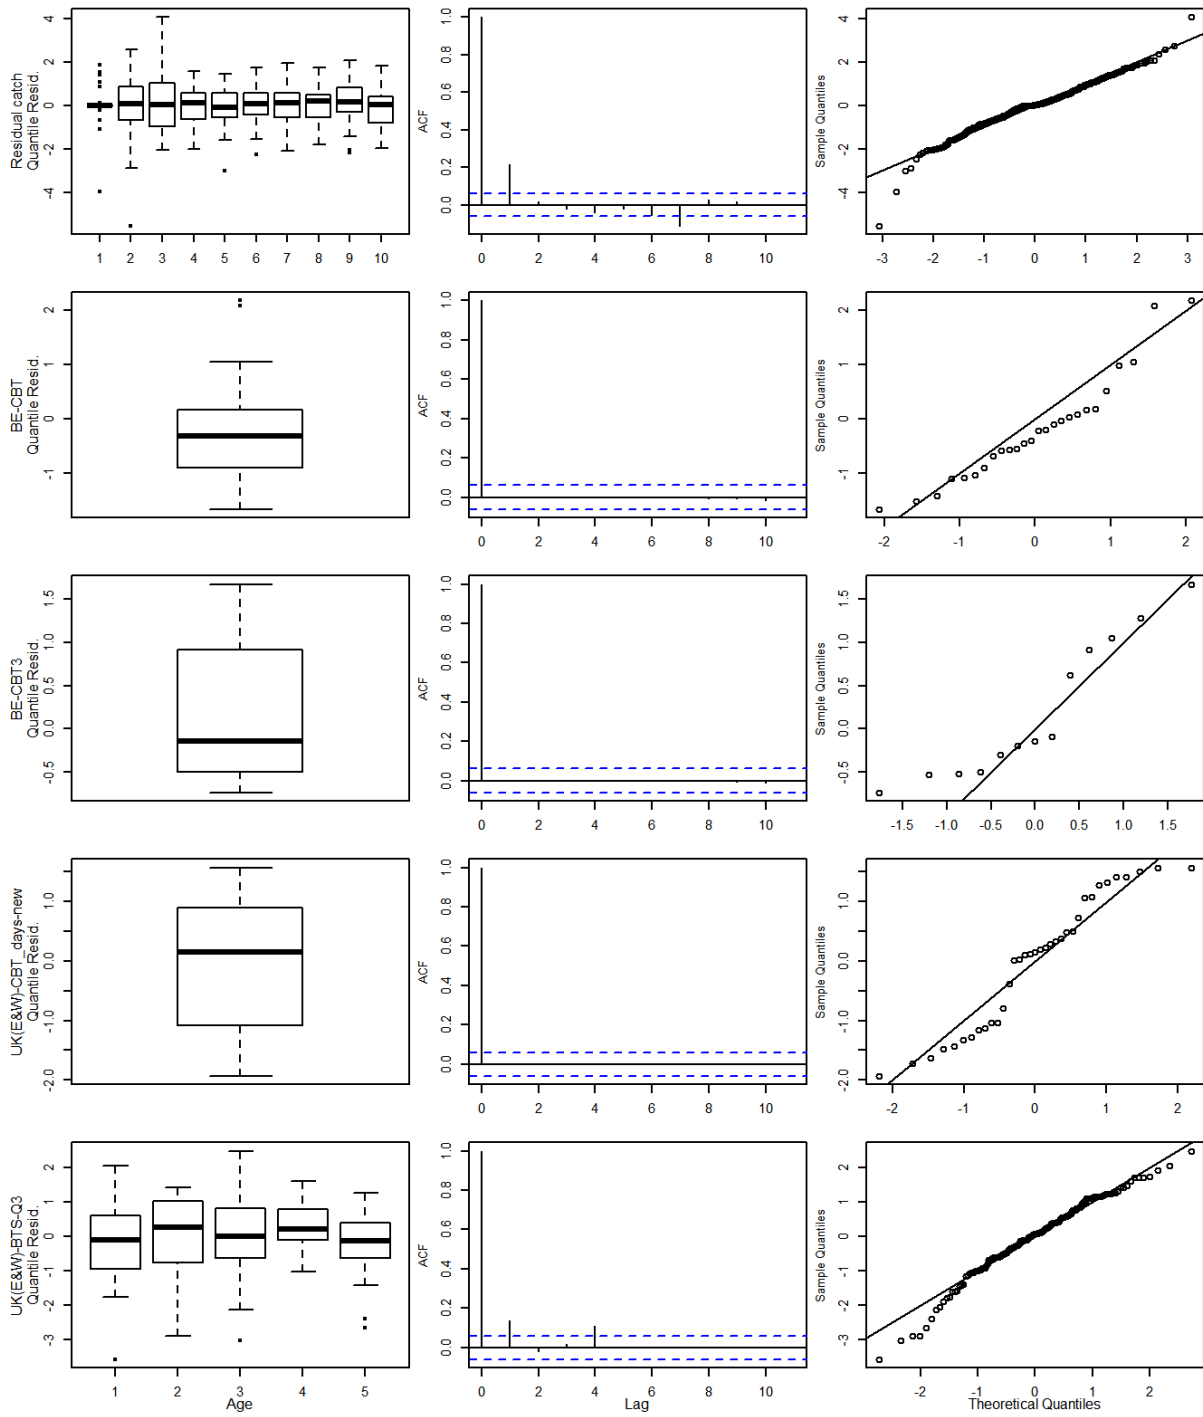 Residual catch
Quantile Resid.
-4 -2 0 2 4
1 2 3 4 5 6 7 8 9 10
ACF
0.0 0.2 0.4 0.6 0.8 1.0
0 2 4 6 8 10
Sample Quantiles
-4 -2 0 2 4
-3 -2 -1 0 1 2 3
BE-CBT
Quantile Resid.
-1 0 1 2
ACF
0.0 0.2 0.4 0.6 0.8 1.0
0 2 4 6 8 10
Sample Quantiles
-1 0 1 2
-2 -1 0 1 2
BE-CBT3
Quantile Resid.
-0.5 0.0 0.5 1.0 1.5
ACF
0.0 0.2 0.4 0.6 0.8 1.0
0 2 4 6 8 10
Sample Quantiles
-0.5 0.0 0.5 1.0 1.5
-1.5 -1.0 -0.5 0.0 0.5 1.0 1.5
UK(E&W)-CBT_days-new
Quantile Resid.
-2.0 -1.0 0.0 1.0
ACF
0.0 0.2 0.4 0.6 0.8 1.0
0 2 4 6 8 10
Sample Quantiles
-2.0 -1.0 0.0 1.0
-2 -1 0 1 2
UK(E&W)-BTS-Q3
Quantile Resid.
-3 -2 -1 0 1 2
1 2 3 4 5
Age
ACF
0.0 0.2 0.4 0.6 0.8 1.0
0 2 4 6 8 10
Lag
Sample Quantiles
-3 -2 -1 0 1 2
-2 -1 0 1 2
Theoretical Quantiles